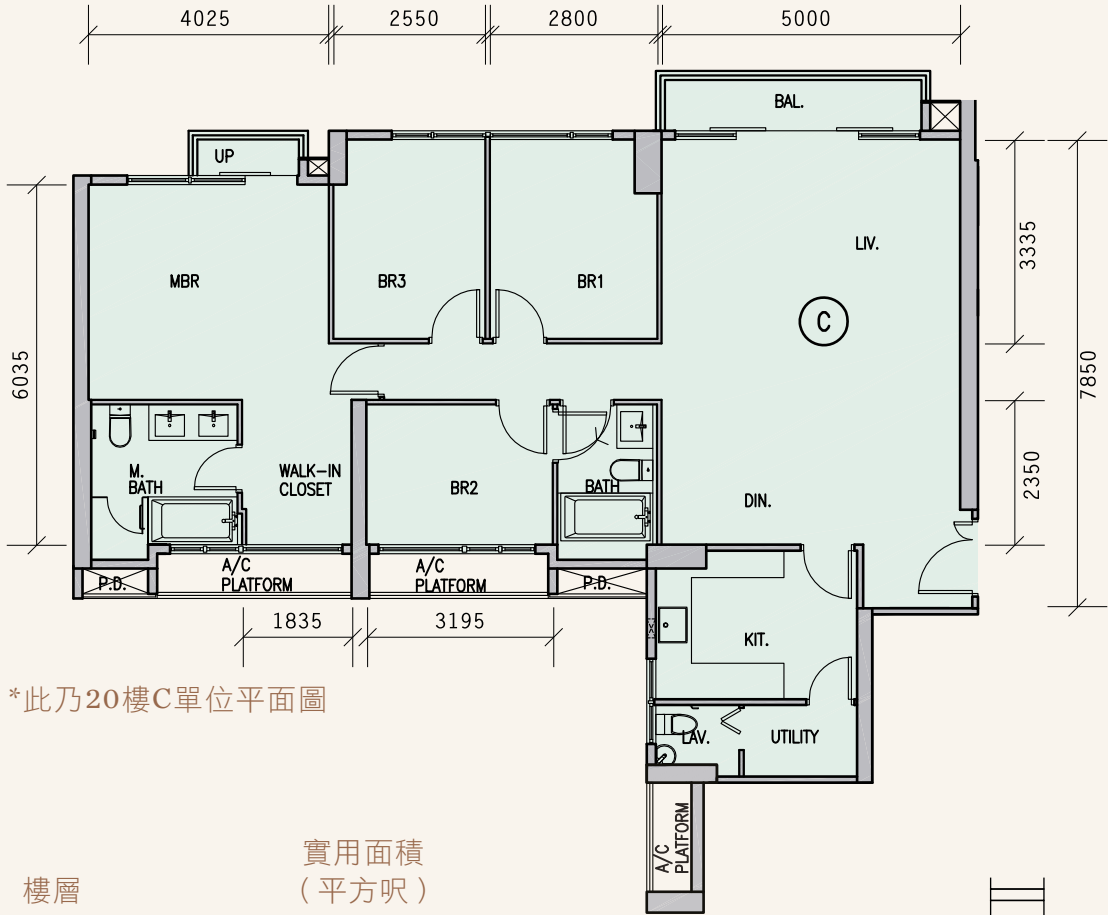 4025 2550 2800 5000
BAL.
UP
LIV.
3335
MBR
BR3
BR1
C
6035
7850
M.
BATH
WALK-IN
CLOSET
BR2
BATH
DIN.
2350
A/C
PLATFORM
A/C
PLATFORM
P.D.
P.D.
1835
3195
KIT.
*此乃20樓C單位平面圖
LAV.
UTILITY
A/C
PLATFORM
實用面積
樓層
(平方呎)